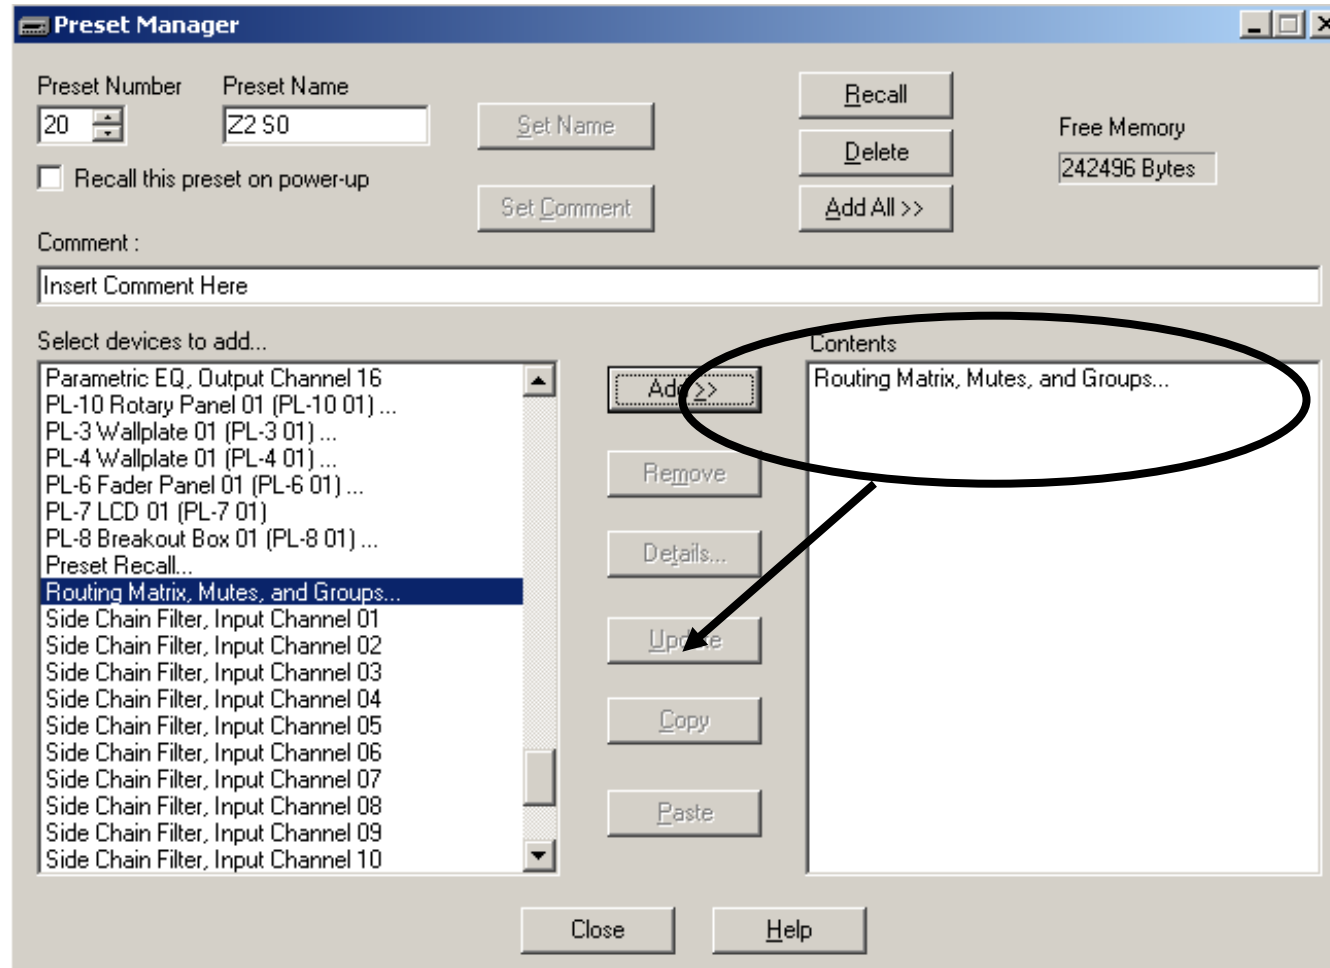 Preset Manager
Preset Number
Preset Name
20
Z2 S0
Set Name
Recall
Delete
Free Memory
242496 Bytes
Recall this preset on power-up
Set Comment
Add All >>
Comment :
Insert Comment Here
Select devices to add...
Contents
Parametric EQ, Output Channel 16
PL-10 Rotary Panel 01 (PL-10 01) ...
PL-3 Wallplate 01 (PL-3 01) ...
PL-4 Wallplate 01 (PL-4 01) ...
PL-6 Fader Panel 01 (PL-6 01) ...
PL-7 LCD 01 (PL-7 01)
PL-8 Breakout Box 01 (PL-8 01) ...
Preset Recall...
Routing Matrix, Mutes, and Groups...
Side Chain Filter, Input Channel 01
Side Chain Filter, Input Channel 02
Side Chain Filter, Input Channel 03
Side Chain Filter, Input Channel 04
Side Chain Filter, Input Channel 05
Side Chain Filter, Input Channel 06
Side Chain Filter, Input Channel 07
Side Chain Filter, Input Channel 08
Side Chain Filter, Input Channel 09
Side Chain Filter, Input Channel 10
Add >>
Remove
Details...
Update
Copy
Paste
Routing Matrix, Mutes, and Groups...
Close
Help